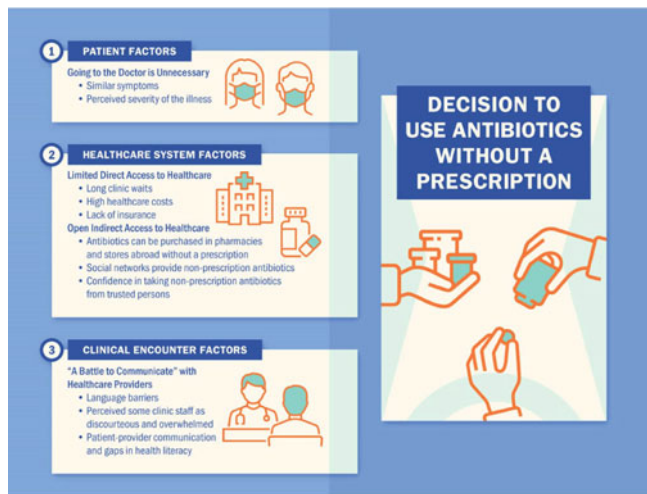 1
PATIENT FACTORS
Going to the Doctor is Unnecessary
• Similar symptoms
• Perceived severity of the illness
2
HEALTHCARE SYSTEM FACTORS
Limited Direct Access to Healthcare
• Long clinic waits
• High healthcare costs
• Lack of insurance
Open Indirect Access to Healthcare
• Antibiotics can be purchased in pharmacies
and stores abroad without a prescription
• Social networks provide non-prescription antibiotics
• Confidence in taking non-prescription antibiotics
from trusted persons
3
CLINICAL ENCOUNTER FACTORS
"A Battle to Communicate" with
Healthcare Providers
• Language barriers
• Perceived some clinic staff as
discourteous and overwhelmed
• Patient-provider communication
and gaps in health literacy
DECISION TO
USE ANTIBIOTICS
WITHOUT A
PRESCRIPTION